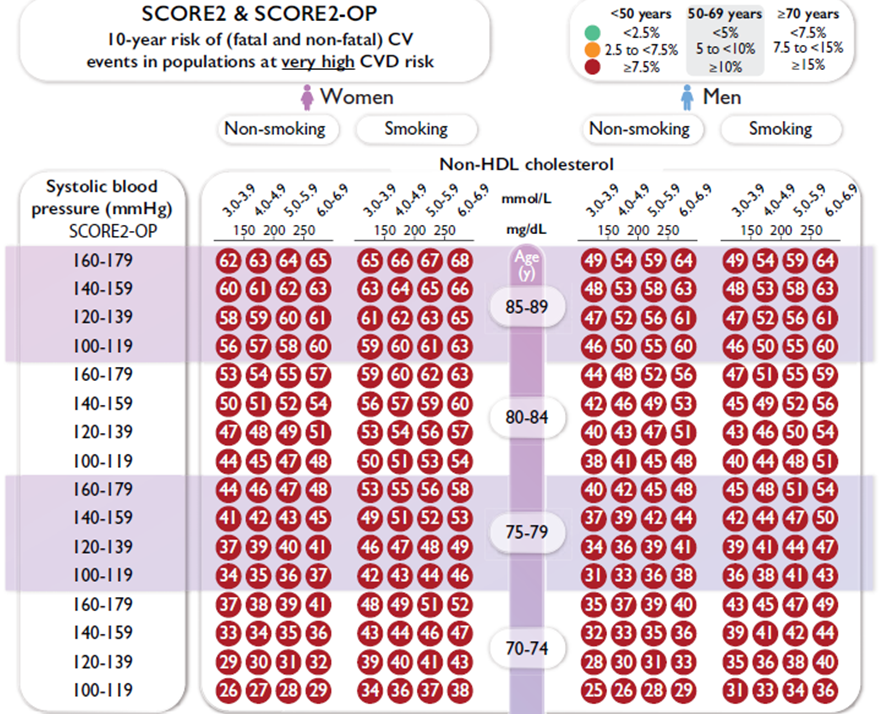 SCORE2 & SCORE2-OP
10-year risk of (fatal and non-fatal) CV
events in populations at very high CVD risk
<50 years 50-69 years ≥70 years
<2.5% <5% <7.5%
2.5 to <7.5% 5 to <10% 7.5 to <15%
≥7.5% ≥10% ≥15%
Women Men
Non-smoking Smoking Non-smoking Smoking
Non-HDL cholesterol
Systolic blood
pressure (mmHg)
SCORE2-OP
3.0-3.9 4.0-4.9 5.0-5.9 6.0-6.9 3.0-3.9 4.0-4.9 5.0-5.9 6.0-6.9 mmol/L 3.0-3.9 4.0-4.9 5.0-5.9 6.0-6.9 3.0-3.9 4.0-4.9 5.0-5.9 6.0-6.9
150 200 250 150 200 250 mg/dL 150 200 250 150 200 250
Age
(y)
160-179 62 63 64 65 65 66 67 68 49 54 59 64 49 54 59 64
140-159 60 61 62 63 63 64 65 66 48 53 58 63 48 53 58 63
85-89
120-139 58 59 60 61 61 62 63 65 47 52 56 61 47 52 56 61
100-119 56 57 58 60 59 60 61 63 46 50 55 60 46 50 55 60
160-179 53 54 55 57 59 60 62 63 44 48 52 56 47 51 55 59
140-159 50 51 52 54 56 57 59 60 42 46 49 53 45 49 52 56
80-84
120-139 47 48 49 51 53 54 56 57 40 43 47 51 43 46 50 54
100-119 44 45 47 48 50 51 53 54 38 41 45 48 40 44 48 51
160-179 44 46 47 48 53 55 56 58 40 42 45 48 45 48 51 54
140-159 41 42 43 45 49 51 52 53 37 39 42 44 42 44 47 50
75-79
120-139 37 39 40 41 46 47 48 49 34 36 39 41 39 41 44 47
100-119 34 35 36 37 42 43 44 46 31 33 36 38 36 38 41 43
160-179 37 38 39 41 48 49 51 52 35 37 39 40 43 45 47 49
140-159 33 34 35 36 43 44 46 47 32 33 35 36 39 41 42 44
70-74
120-139 29 30 31 32 39 40 41 43 28 30 31 33 35 36 38 40
100-119 26 27 28 29 34 36 37 38 25 26 28 29 31 33 34 36